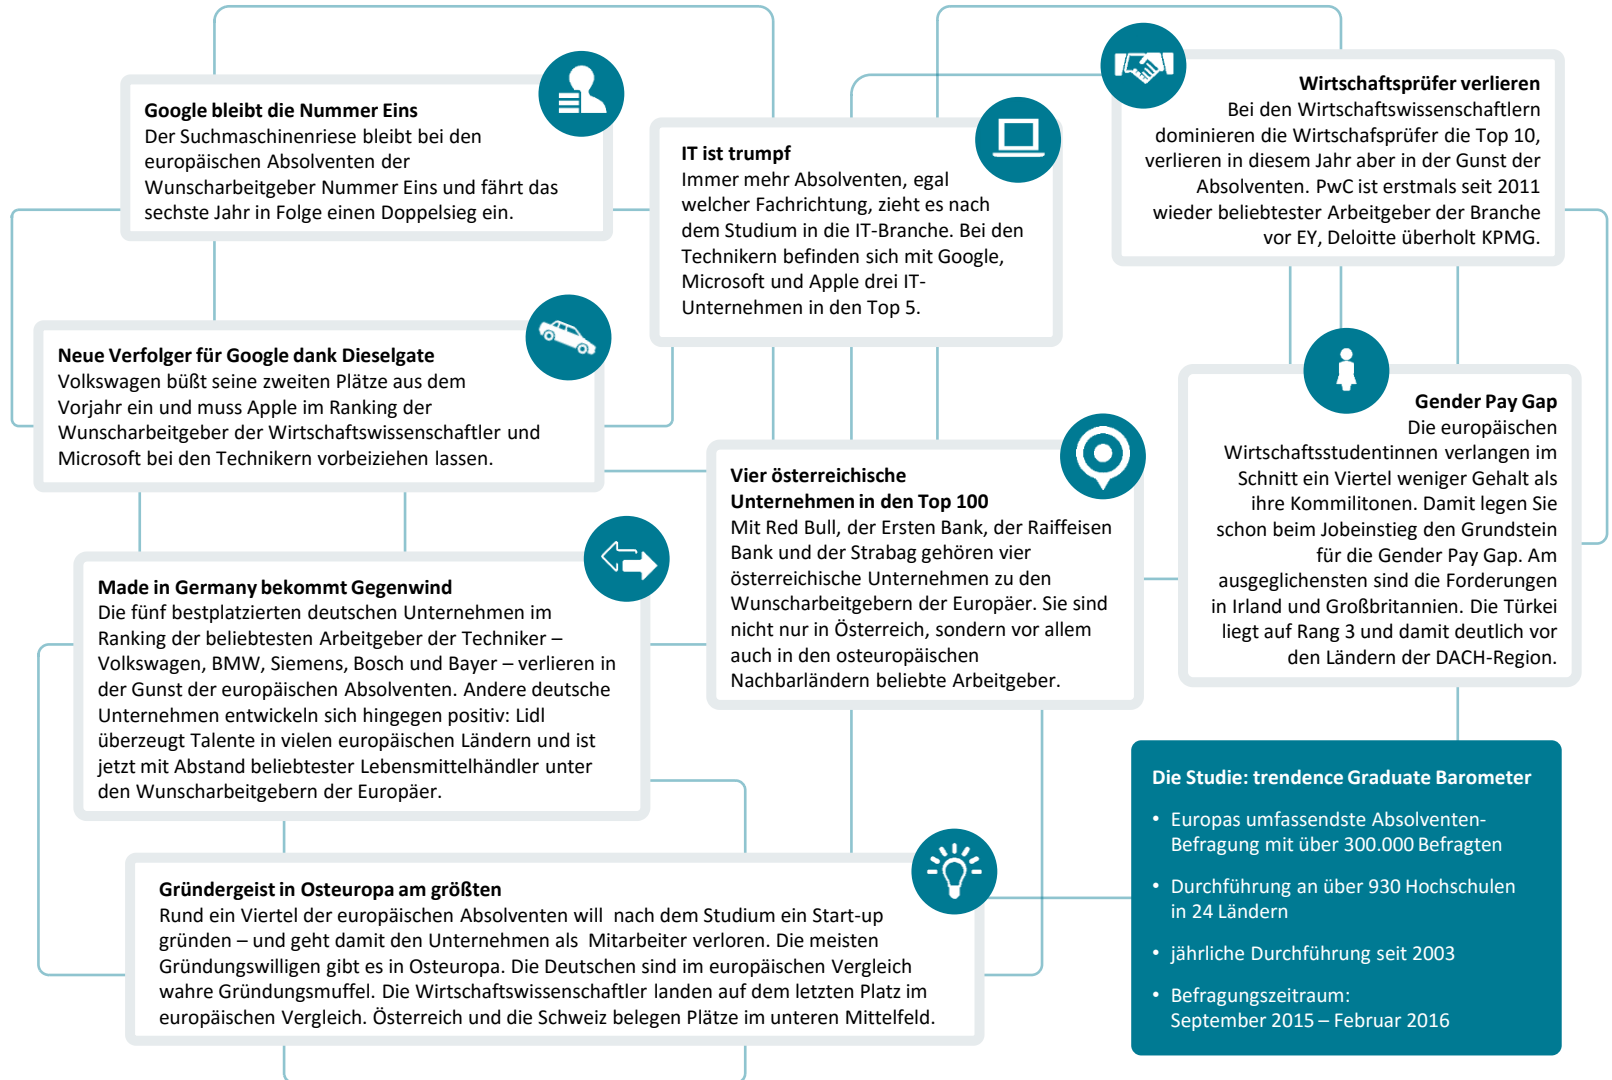 Google bleibt die Nummer Eins
Der Suchmaschinenriese bleibt bei den
europäischen Absolventen der
Wunscharbeitgeber Nummer Eins und fährt das
sechste Jahr in Folge einen Doppelsieg ein.
IT ist trumpf
Immer mehr Absolventen, egal
welcher Fachrichtung, zieht es nach
dem Studium in die IT-Branche. Bei den
Technikern befinden sich mit Google,
Microsoft und Apple drei IT-
Unternehmen in den Top 5.
Wirtschaftsprüfer verlieren
Bei den Wirtschaftswissenschaftlern
dominieren die Wirtschafsprüfer die Top 10,
verlieren in diesem Jahr aber in der Gunst der
Absolventen. PwC ist erstmals seit 2011
wieder beliebtester Arbeitgeber der Branche
vor EY, Deloitte überholt KPMG.
Neue Verfolger für Google dank Dieselgate
Volkswagen büßt seine zweiten Plätze aus dem
Vorjahr ein und muss Apple im Ranking der
Wunscharbeitgeber der Wirtschaftswissenschaftler und
Microsoft bei den Technikern vorbeiziehen lassen.
Vier österreichische
Unternehmen in den Top 100
Mit Red Bull, der Ersten Bank, der Raiffeisen
Bank und der Strabag gehören vier
österreichische Unternehmen zu den
Wunscharbeitgebern der Europäer. Sie sind
nicht nur in Österreich, sondern vor allem
auch in den osteuropäischen
Nachbarländern beliebte Arbeitgeber.
Gender Pay Gap
Die europäischen
Wirtschaftsstudentinnen verlangen im
Schnitt ein Viertel weniger Gehalt als
ihre Kommilitonen. Damit legen Sie
schon beim Jobeinstieg den Grundstein
für die Gender Pay Gap. Am
ausgeglichensten sind die Forderungen
in Irland und Großbritannien. Die Türkei
liegt auf Rang 3 und damit deutlich vor
den Ländern der DACH-Region.
Made in Germany bekommt Gegenwind
Die fünf bestplatzierten deutschen Unternehmen im
Ranking der beliebtesten Arbeitgeber der Techniker –
Volkswagen, BMW, Siemens, Bosch und Bayer – verlieren in
der Gunst der europäischen Absolventen. Andere deutsche
Unternehmen entwickeln sich hingegen positiv: Lidl
überzeugt Talente in vielen europäischen Ländern und ist
jetzt mit Abstand beliebtester Lebensmittelhändler unter
den Wunscharbeitgebern der Europäer.
Gründergeist in Osteuropa am größten
Rund ein Viertel der europäischen Absolventen will nach dem Studium ein Start-up
gründen – und geht damit den Unternehmen als Mitarbeiter verloren. Die meisten
Gründungswilligen gibt es in Osteuropa. Die Deutschen sind im europäischen Vergleich
wahre Gründungsmuffel. Die Wirtschaftswissenschaftler landen auf dem letzten Platz im
europäischen Vergleich. Österreich und die Schweiz belegen Plätze im unteren Mittelfeld.
Die Studie: trendence Graduate Barometer
• Europas umfassendste Absolventen-
Befragung mit über 300.000 Befragten
• Durchführung an über 930 Hochschulen
in 24 Ländern
• jährliche Durchführung seit 2003
• Befragungszeitraum:
September 2015 – Februar 2016